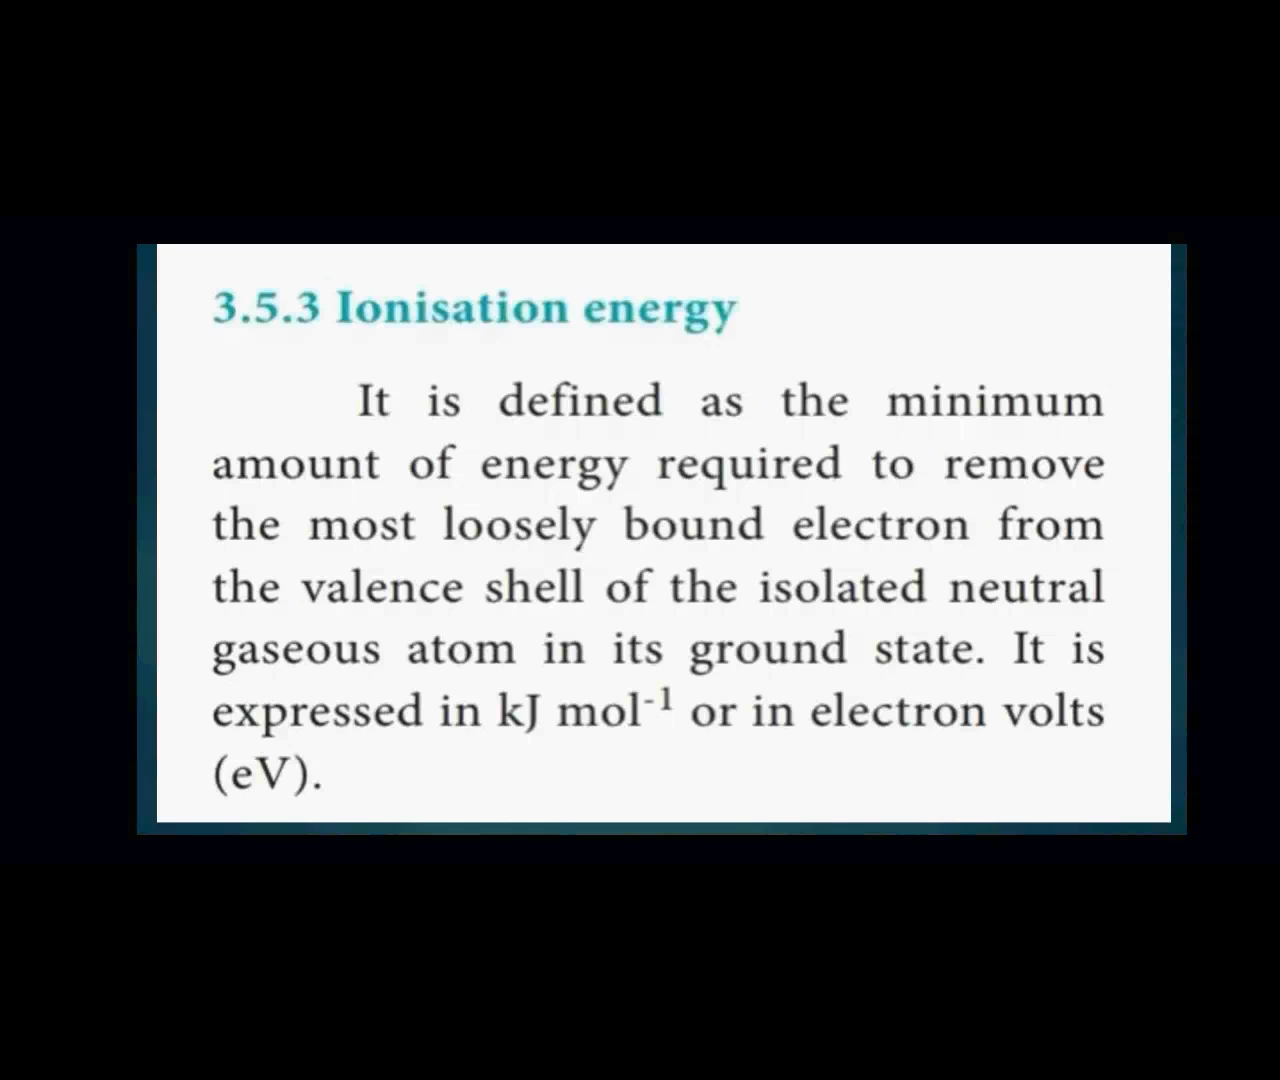 3.5.3 Ionisation energy
It is defined as the minimum
amount of energy required to remove
the most loosely bound electron from
the valence shell of the isolated neutral
gaseous atom in its ground state. It is
expressed in kJ mol⁻¹ or in electron volts
(eV).